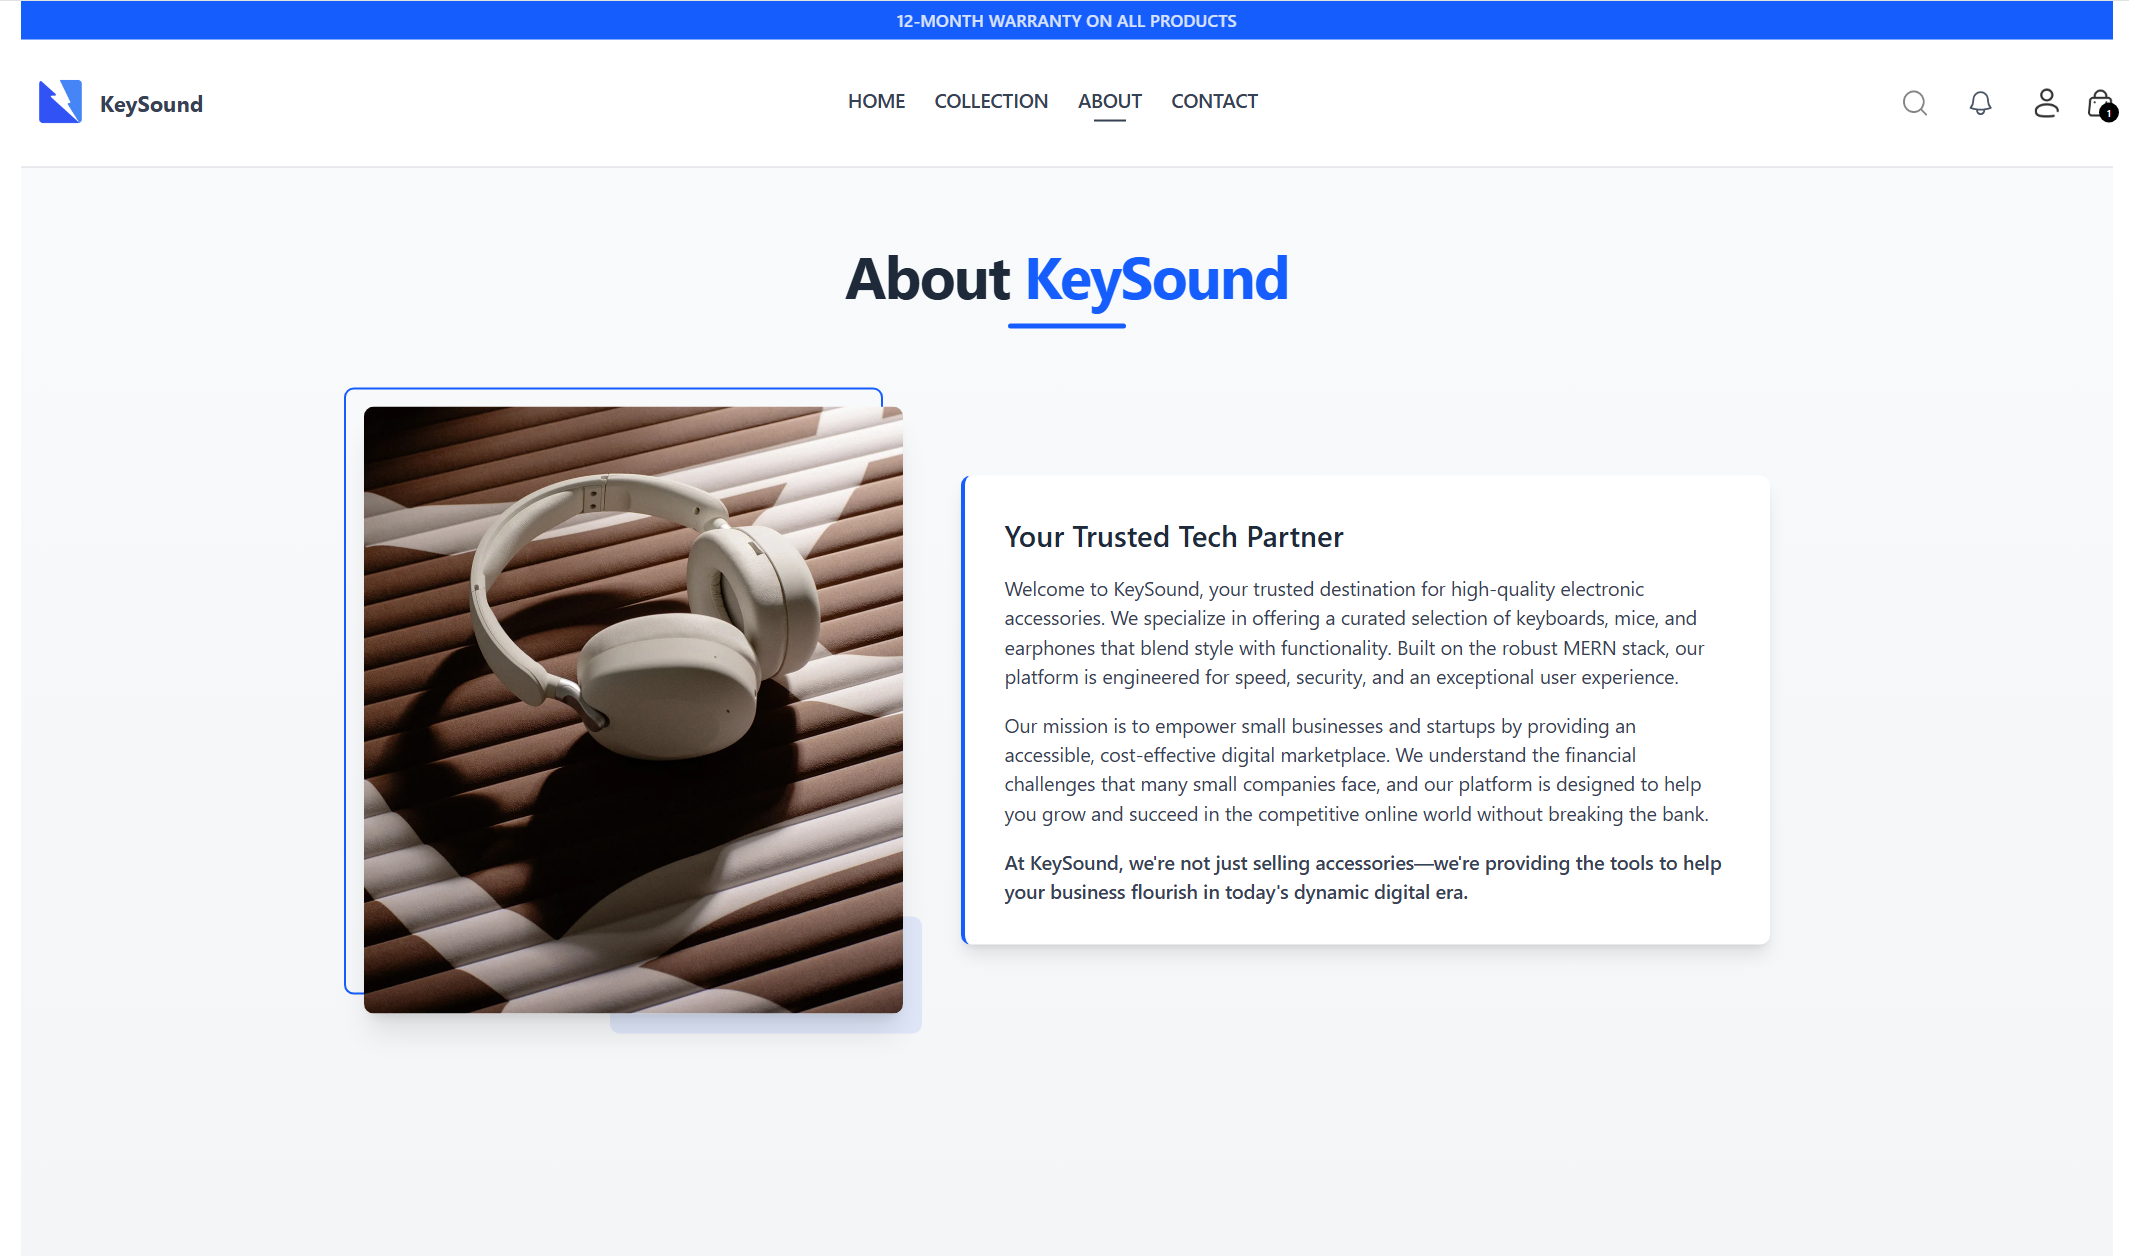 12-MONTH WARRANTY ON ALL PRODUCTS
KeySound
HOME
COLLECTION
ABOUT
CONTACT
1
About KeySound
Your Trusted Tech Partner
Welcome to KeySound, your trusted destination for high-quality electronic
accessories. We specialize in offering a curated selection of keyboards, mice, and
earphones that blend style with functionality. Built on the robust MERN stack, our
platform is engineered for speed, security, and an exceptional user experience.
Our mission is to empower small businesses and startups by providing an
accessible, cost-effective digital marketplace. We understand the financial
challenges that many small companies face, and our platform is designed to help
you grow and succeed in the competitive online world without breaking the bank.
At KeySound, we're not just selling accessories—we're providing the tools to help
your business flourish in today's dynamic digital era.